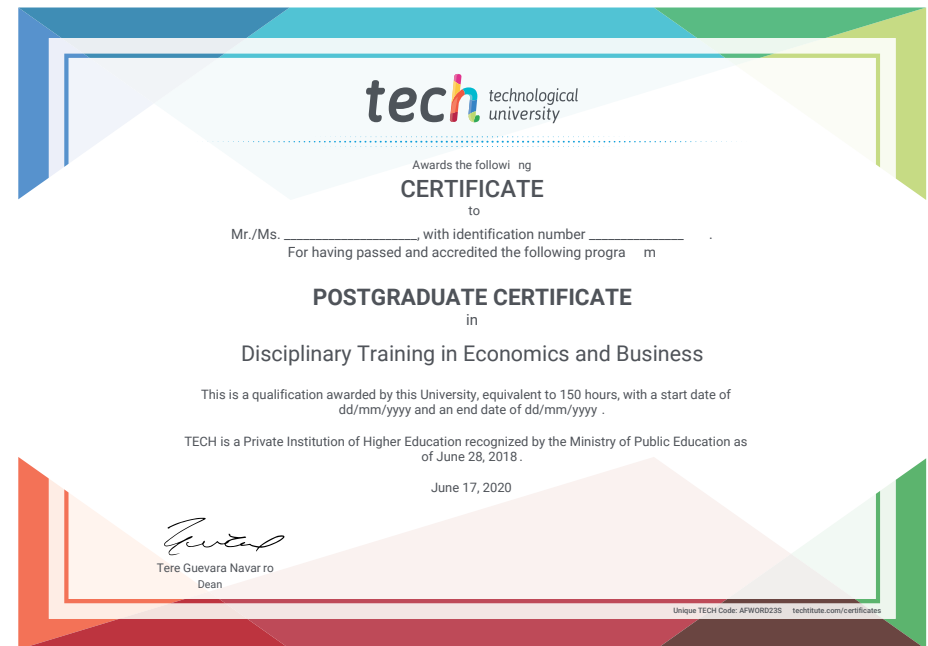 tech technological
university
Awards the followi ng
CERTIFICATE
to
Mr./Ms. _____________________, with identification number _______________ .
For having passed and accredited the following progra m
POSTGRADUATE CERTIFICATE
in
Disciplinary Training in Economics and Business
This is a qualification awarded by this University, equivalent to 150 hours, with a start date of
dd/mm/yyyy and an end date of dd/mm/yyyy .
TECH is a Private Institution of Higher Education recognized by the Ministry of Public Education as
of June 28, 2018 .
June 17, 2020
Tere Guevara Navar ro
Dean
Unique TECH Code: AFWORD23S techtitute.com/certificates